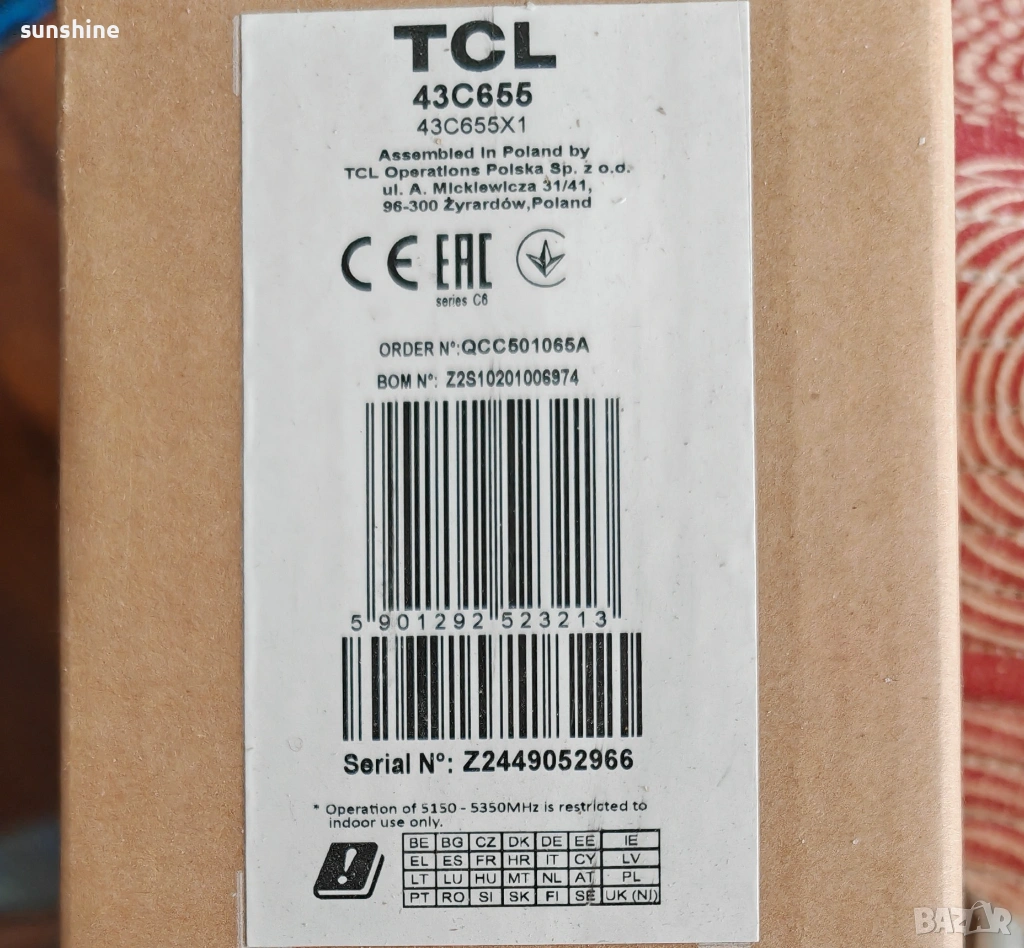 sunshine
TCL
43C655
43C655X1
Assembled in Poland by
TCL Operations Polska Sp. z o.o.
ul. A. Mickiewicza 31/41,
96-300 Żyrardów,Poland
CE EAC
series C6
ORDER N°:QCC501065A
BOM N°: Z2S10201006974
5 901292 523213
Serial N°: Z2449052966
* Operation of 5150 - 5350MHz is restricted to
indoor use only.
BE BG CZ DK DE EE IE
EL ES FR HR IT CY LV
LT LU HU MT NL AT PL
PT RO SI SK FI SE UK (NI)
BAZAR